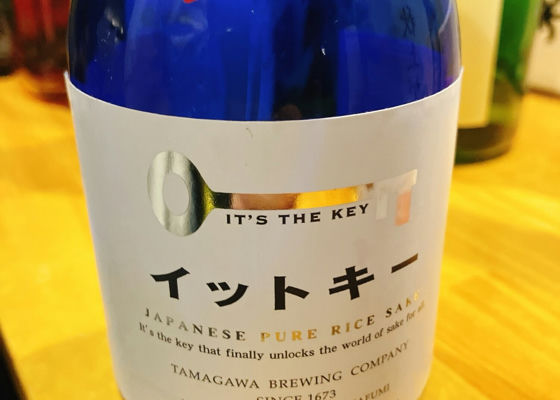 IT'S THE KEY
イットキー
JAPANESE PURE RICE SAKE
It's the key that finally unlocks the world of sake for all
TAMAGAWA BREWING COMPANY
SINCE 1673